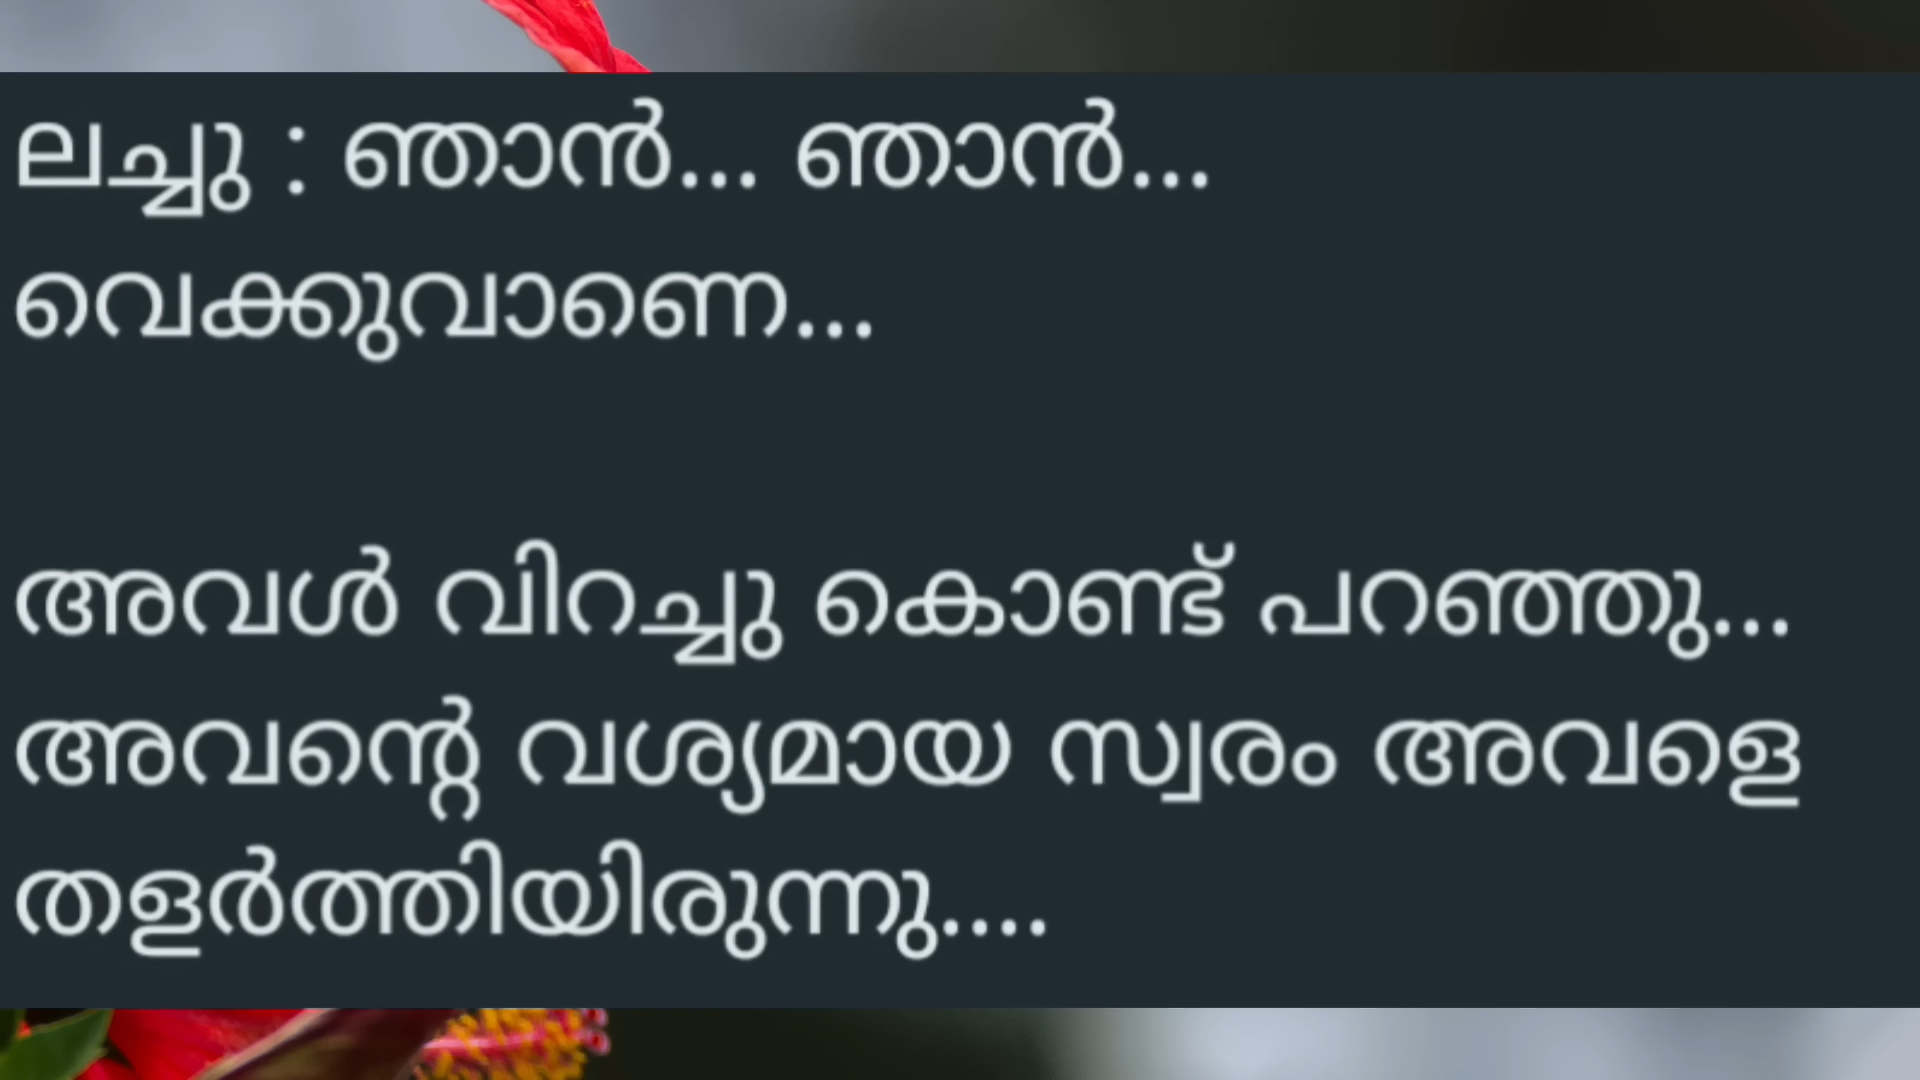 ലച്ചു : ഞാൻ... ഞാൻ...
വെക്കുവാണെ...
അവൾ വിറച്ചു കൊണ്ട് പറഞ്ഞു...
അവന്റെ വശ്യമായ സ്വരം അവളെ
തളർത്തിയിരുന്നു....